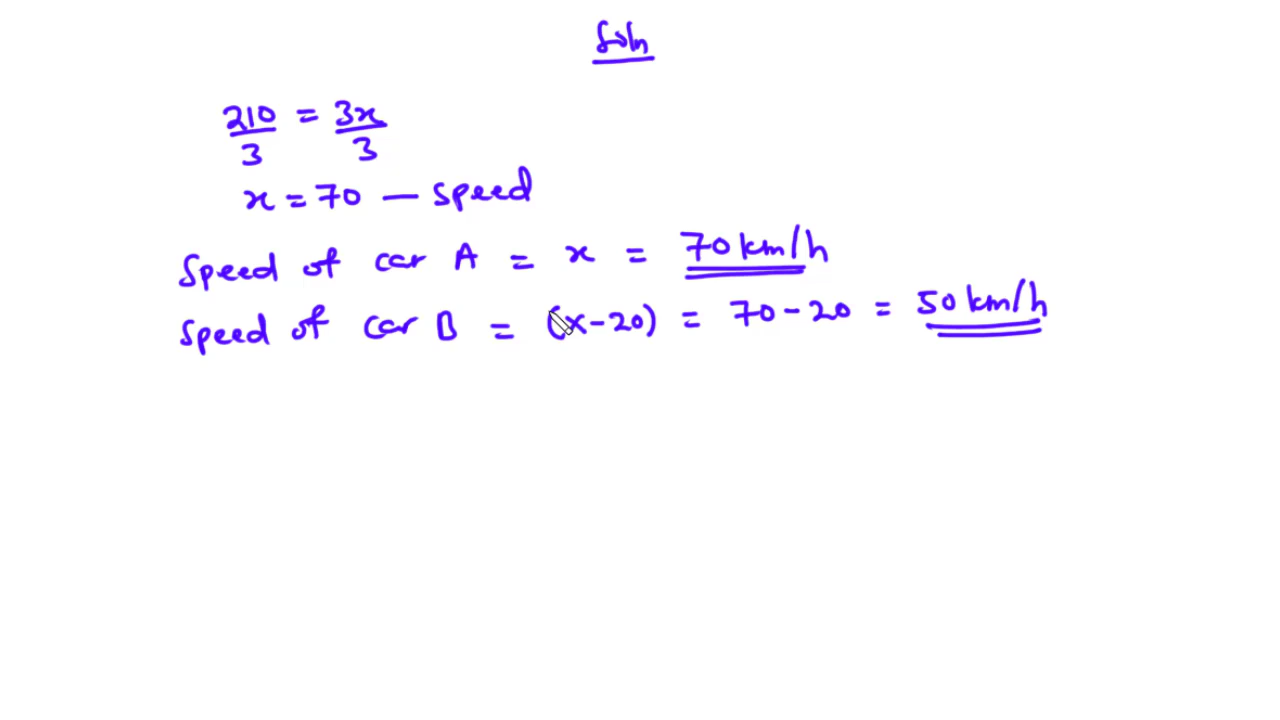 Soln
210/3 = 3x/3
x = 70 — speed
Speed of car A = x = 70 km/h
Speed of car B = (x-20) = 70-20 = 50 km/h